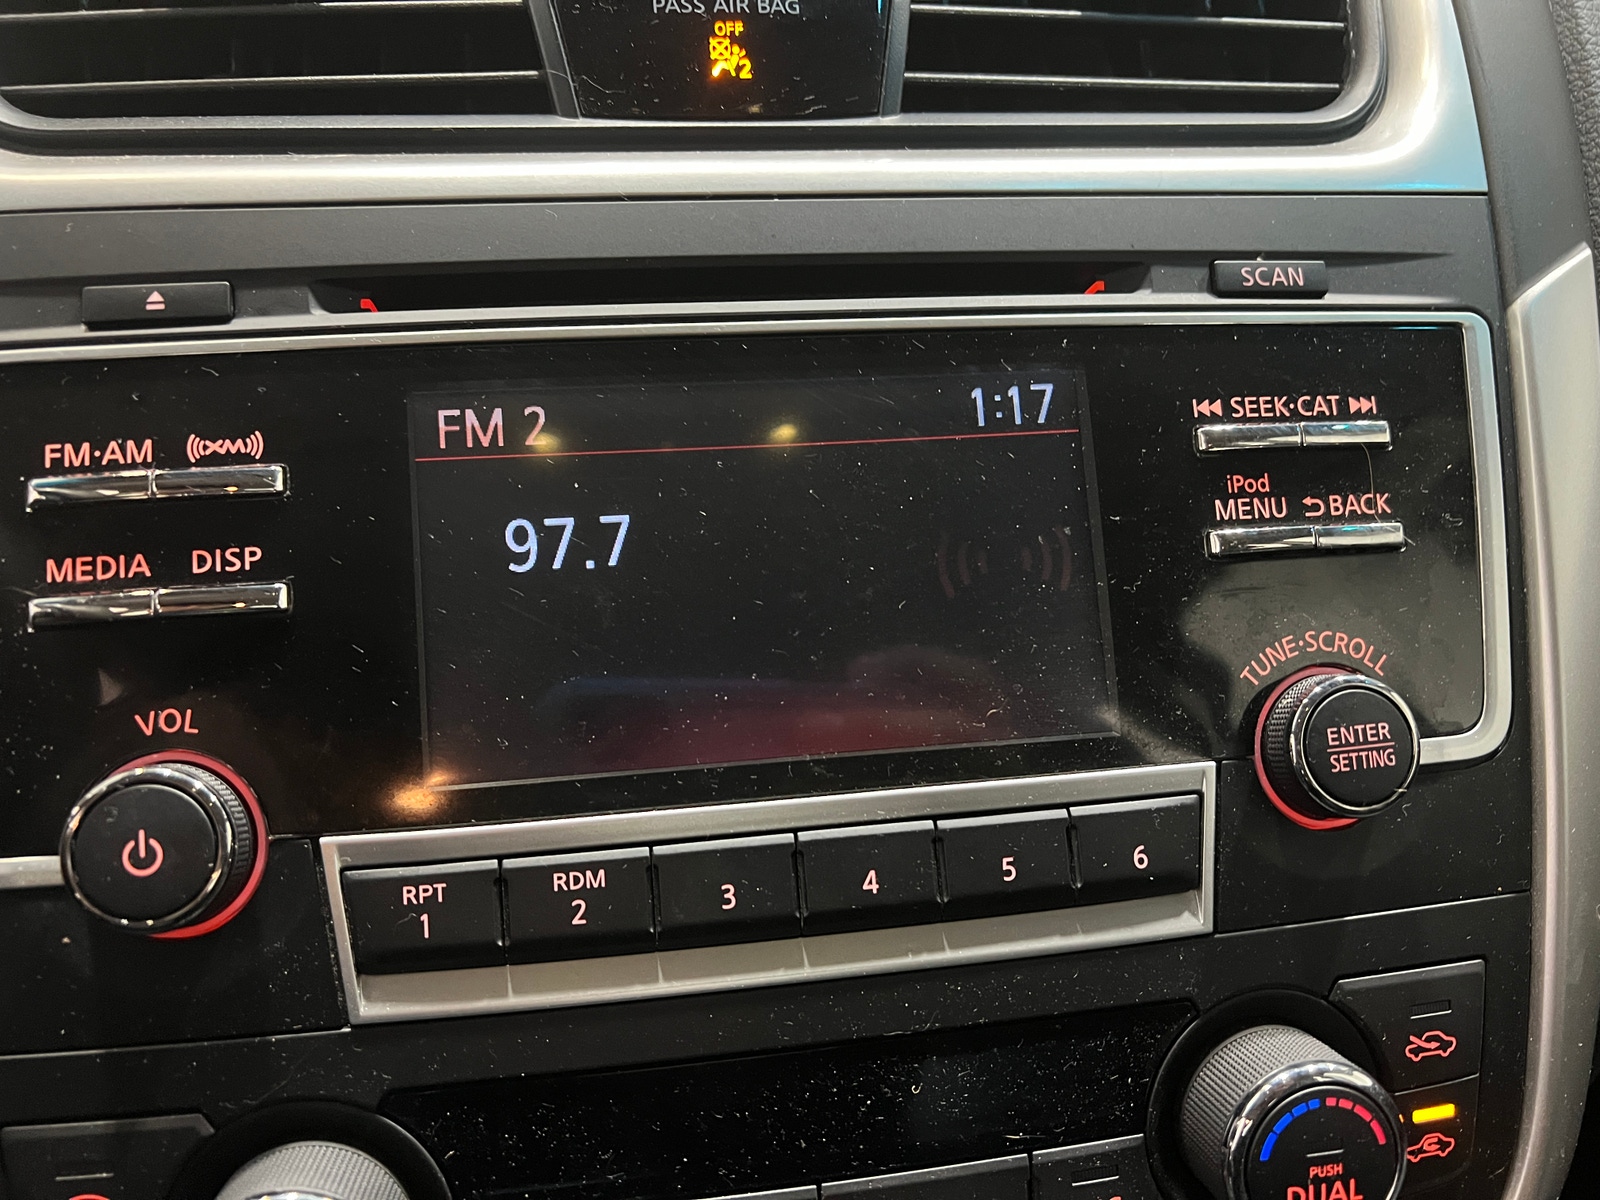 PASS AIR BAG
OFF
2
SCAN
FM 2 1:17
97.7
FM·AM XM
MEDIA DISP
VOL
SEEK·CAT
iPod
MENU BACK
TUNE·SCROLL
ENTER
SETTING
RPT
1
RDM
2
3
4
5
6
PUSH
DUAL